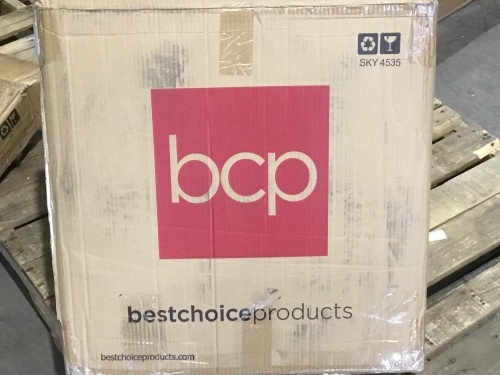 SKY 4535
bcp
bestchoiceproducts
bestchoiceproducts.com